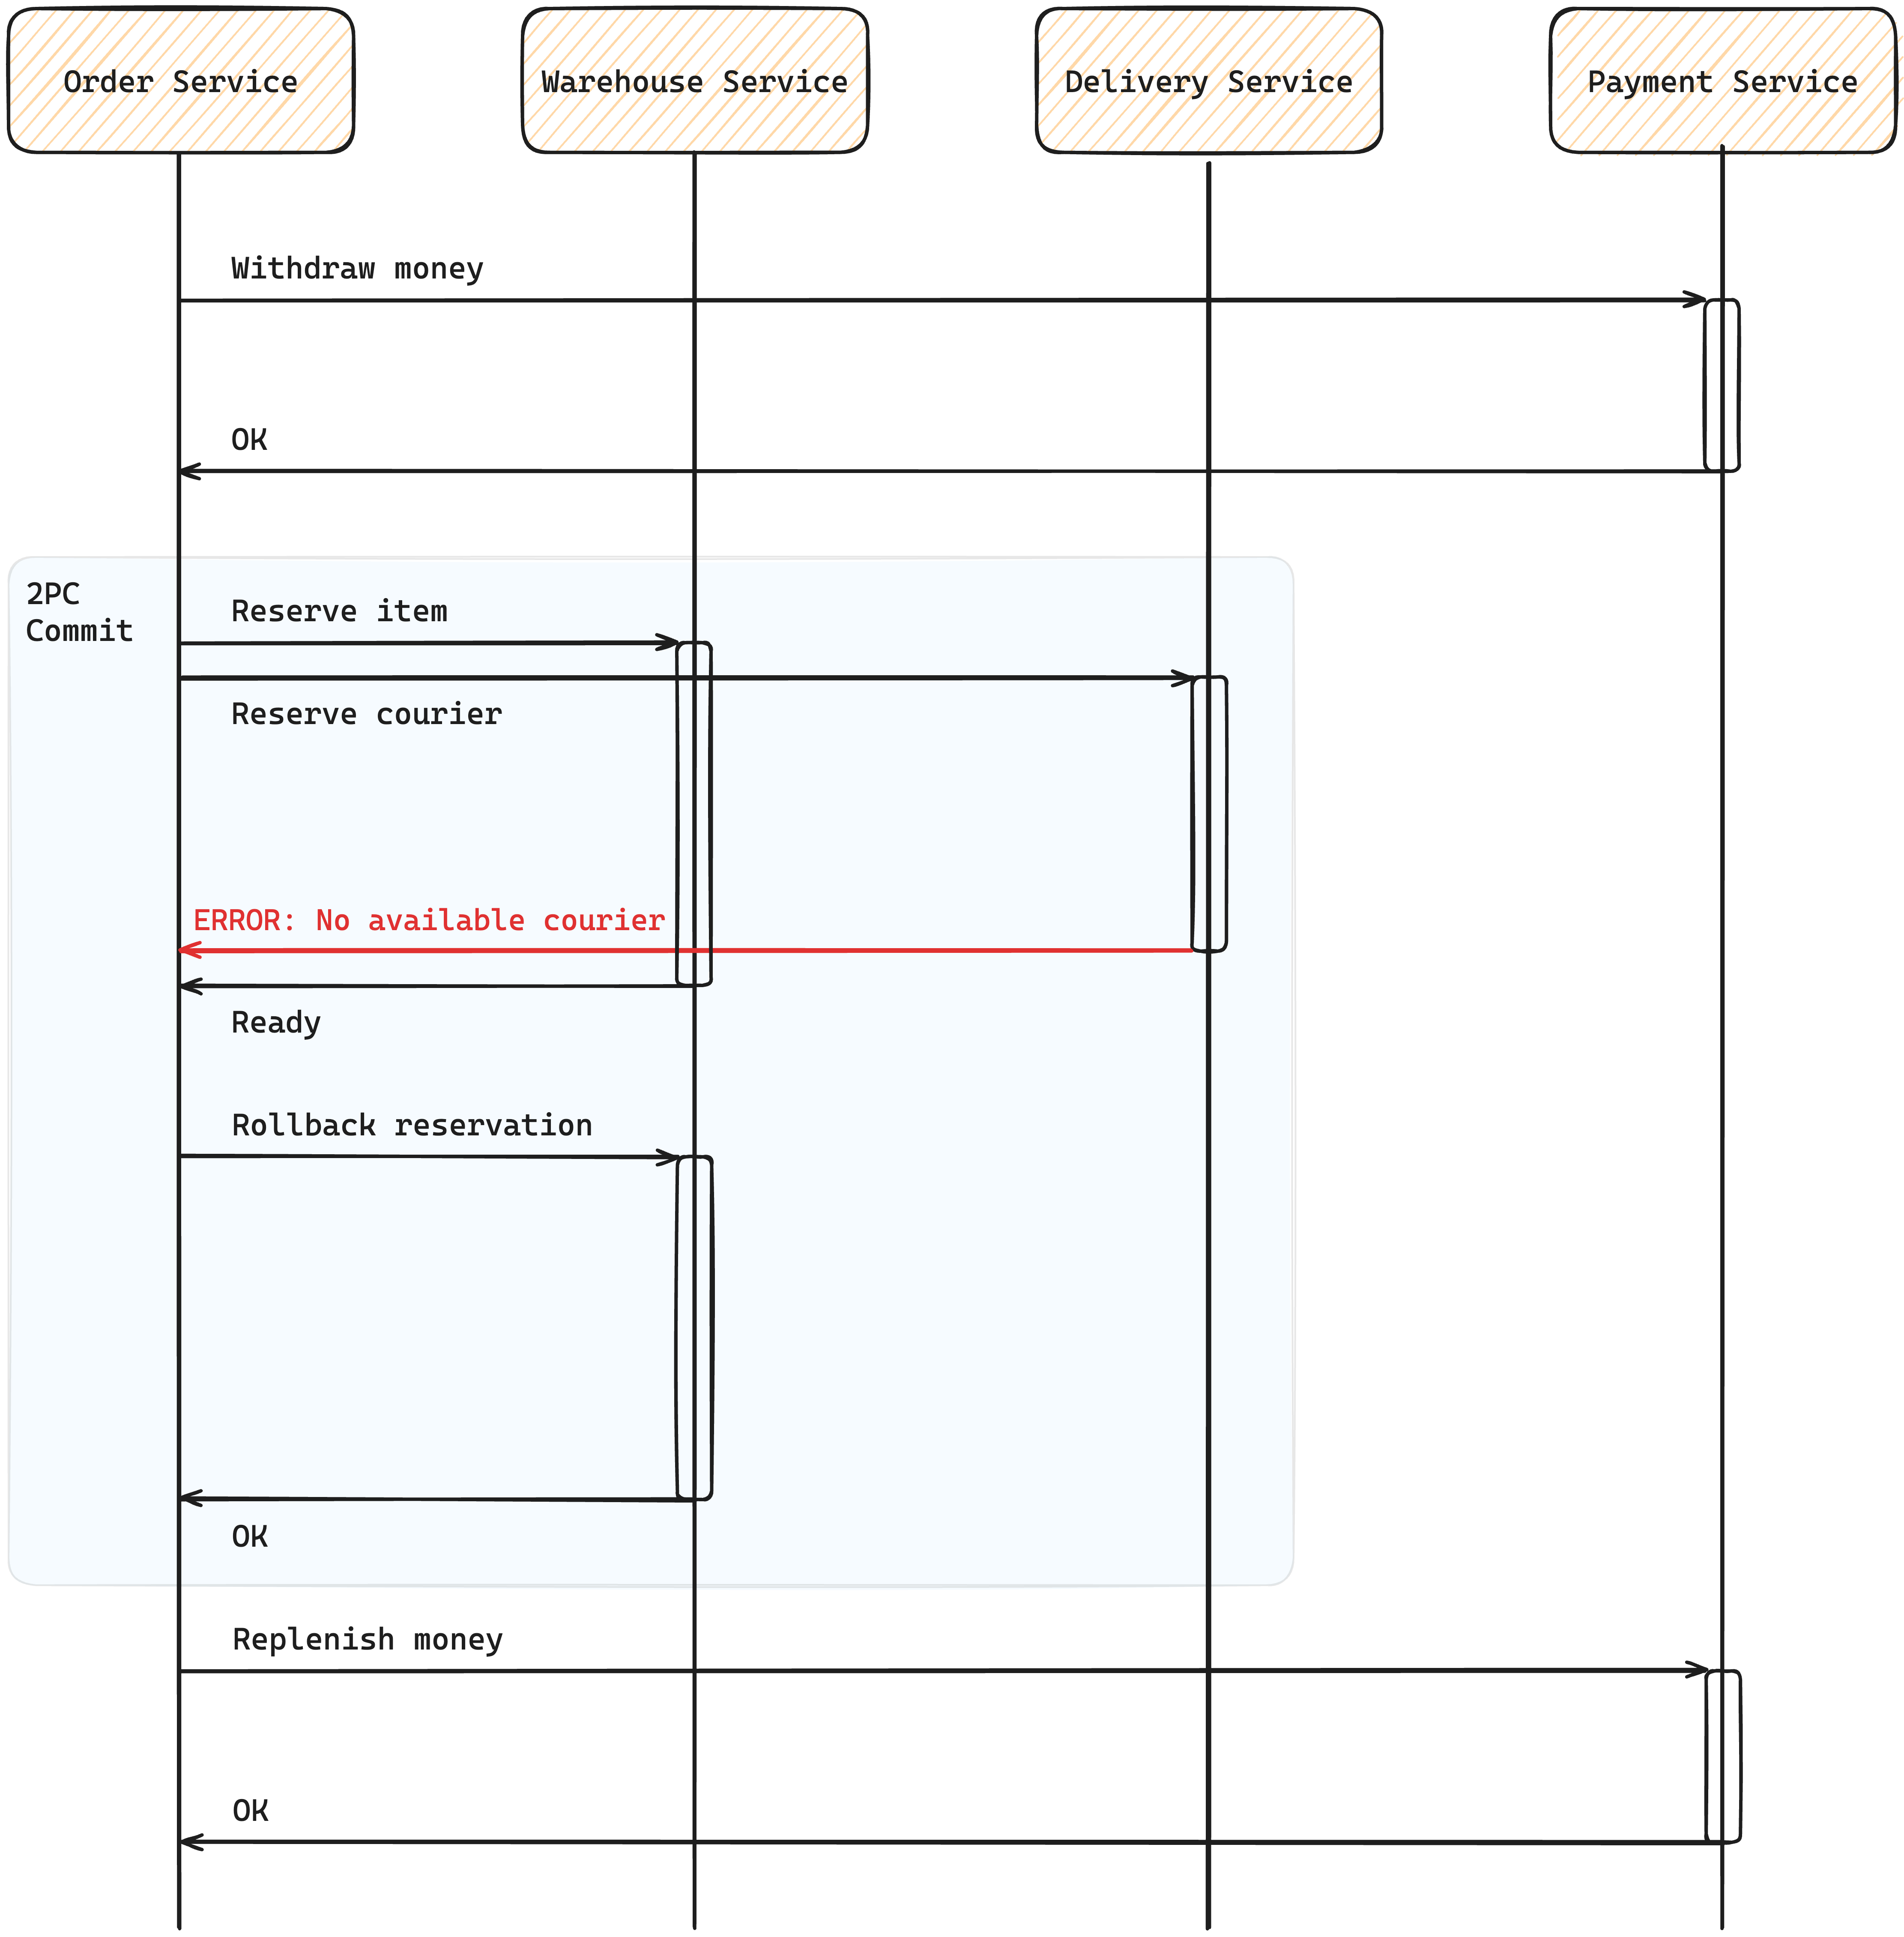 Order Service
Warehouse Service
Delivery Service
Payment Service
Withdraw money
OK
2PC
Commit
Reserve item
Reserve courier
ERROR: No available courier
Ready
Rollback reservation
OK
Replenish money
OK